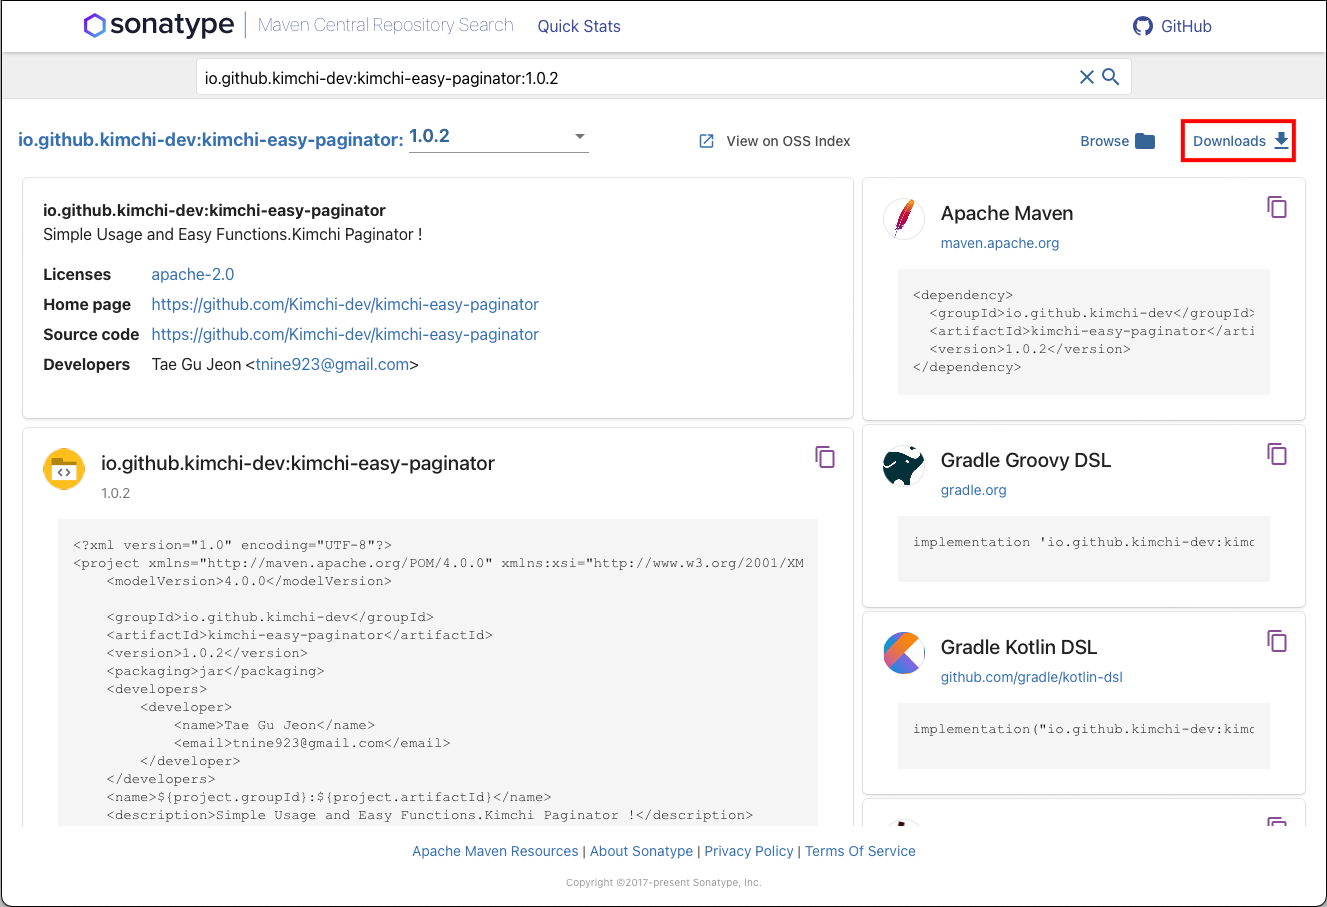 sonatype | Maven Central Repository Search Quick Stats GitHub
io.github.kimchi-dev:kimchi-easy-paginator:1.0.2
io.github.kimchi-dev:kimchi-easy-paginator: 1.0.2 View on OSS Index Browse Downloads
io.github.kimchi-dev:kimchi-easy-paginator
Simple Usage and Easy Functions.Kimchi Paginator !
Licenses apache-2.0
Home page https://github.com/Kimchi-dev/kimchi-easy-paginator
Source code https://github.com/Kimchi-dev/kimchi-easy-paginator
Developers Tae Gu Jeon <tnine923@gmail.com>
io.github.kimchi-dev:kimchi-easy-paginator
1.0.2
<?xml version="1.0" encoding="UTF-8"?>
<project xmlns="http://maven.apache.org/POM/4.0.0" xmlns:xsi="http://www.w3.org/2001/XM
<modelVersion>4.0.0</modelVersion>
<groupId>io.github.kimchi-dev</groupId>
<artifactId>kimchi-easy-paginator</artifactId>
<version>1.0.2</version>
<packaging>jar</packaging>
<developers>
<developer>
<name>Tae Gu Jeon</name>
<email>tnine923@gmail.com</email>
</developer>
</developers>
<name>${project.groupId}:${project.artifactId}</name>
<description>Simple Usage and Easy Functions.Kimchi Paginator !</description>
Apache Maven
maven.apache.org
<dependency>
<groupId>io.github.kimchi-dev</groupId>
<artifactId>kimchi-easy-paginator</arti
<version>1.0.2</version>
</dependency>
Gradle Groovy DSL
gradle.org
implementation 'io.github.kimchi-dev:kimc
Gradle Kotlin DSL
github.com/gradle/kotlin-dsl
implementation("io.github.kimchi-dev:kimc
Apache Maven Resources | About Sonatype | Privacy Policy | Terms Of Service
Copyright ©2017-present Sonatype, Inc.